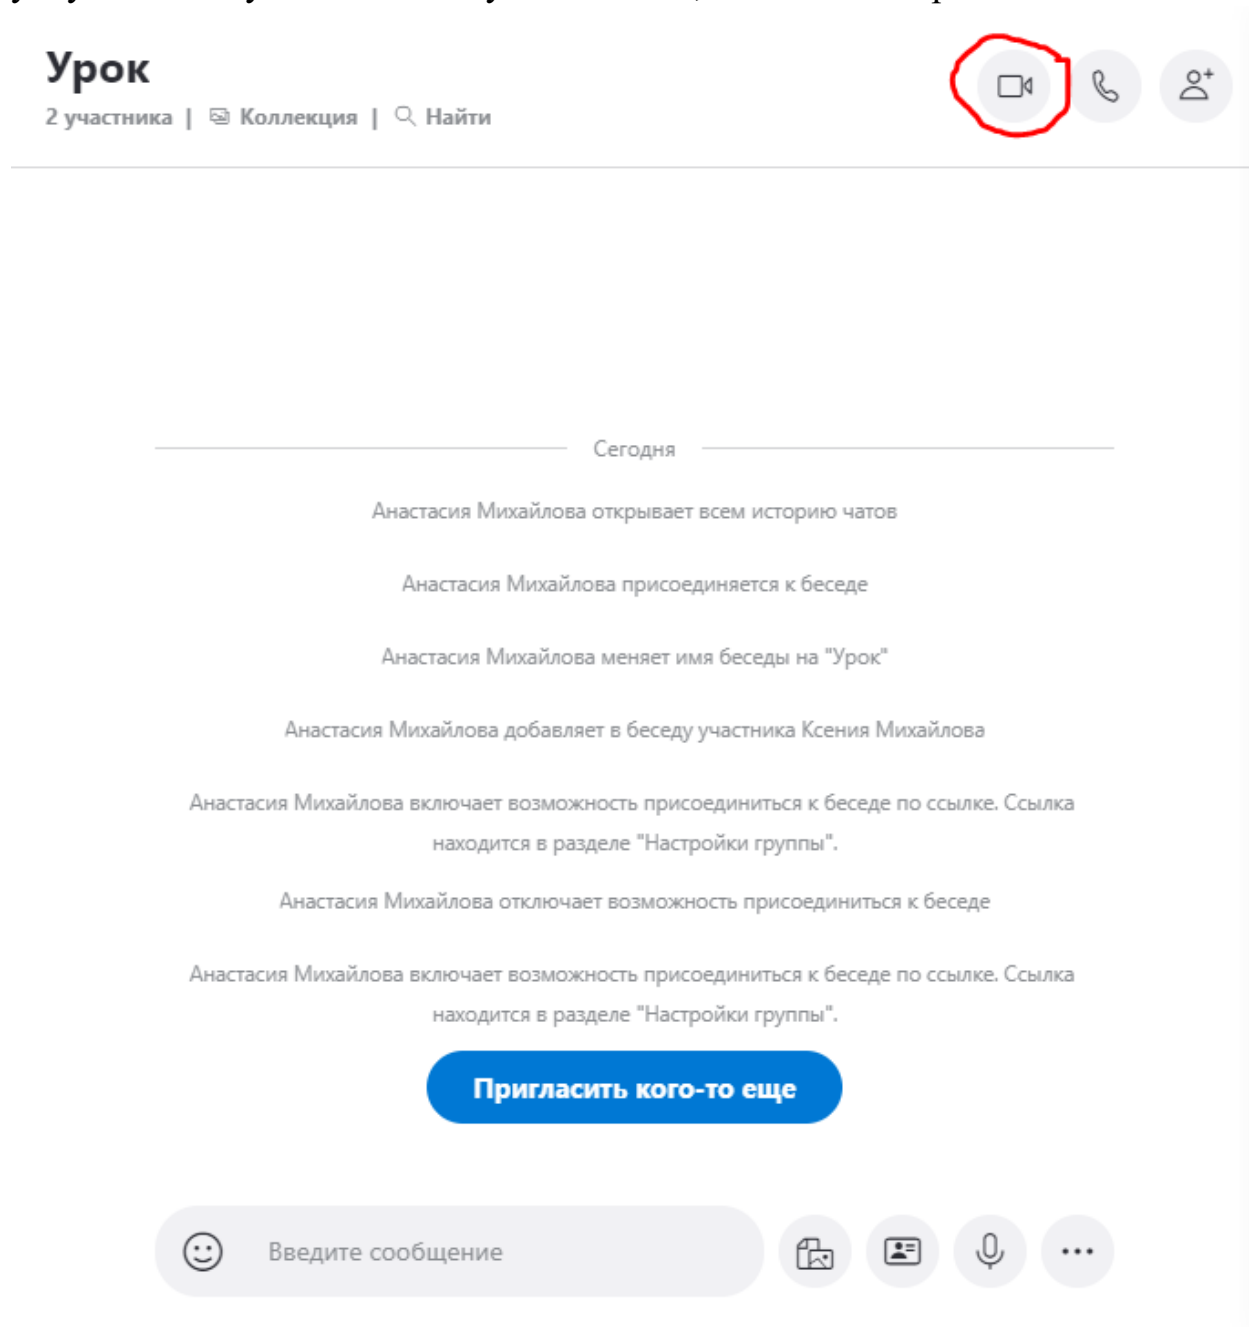 Урок
2 участника | Коллекция | Найти
Сегодня
Анастасия Михайлова открывает всем историю чатов
Анастасия Михайлова присоединяется к беседе
Анастасия Михайлова меняет имя беседы на "Урок"
Анастасия Михайлова добавляет в беседу участника Ксения Михайлова
Анастасия Михайлова включает возможность присоединиться к беседе по ссылке. Ссылка
находится в разделе "Настройки группы".
Анастасия Михайлова отключает возможность присоединиться к беседе
Анастасия Михайлова включает возможность присоединиться к беседе по ссылке. Ссылка
находится в разделе "Настройки группы".
Пригласить кого-то еще
Введите сообщение